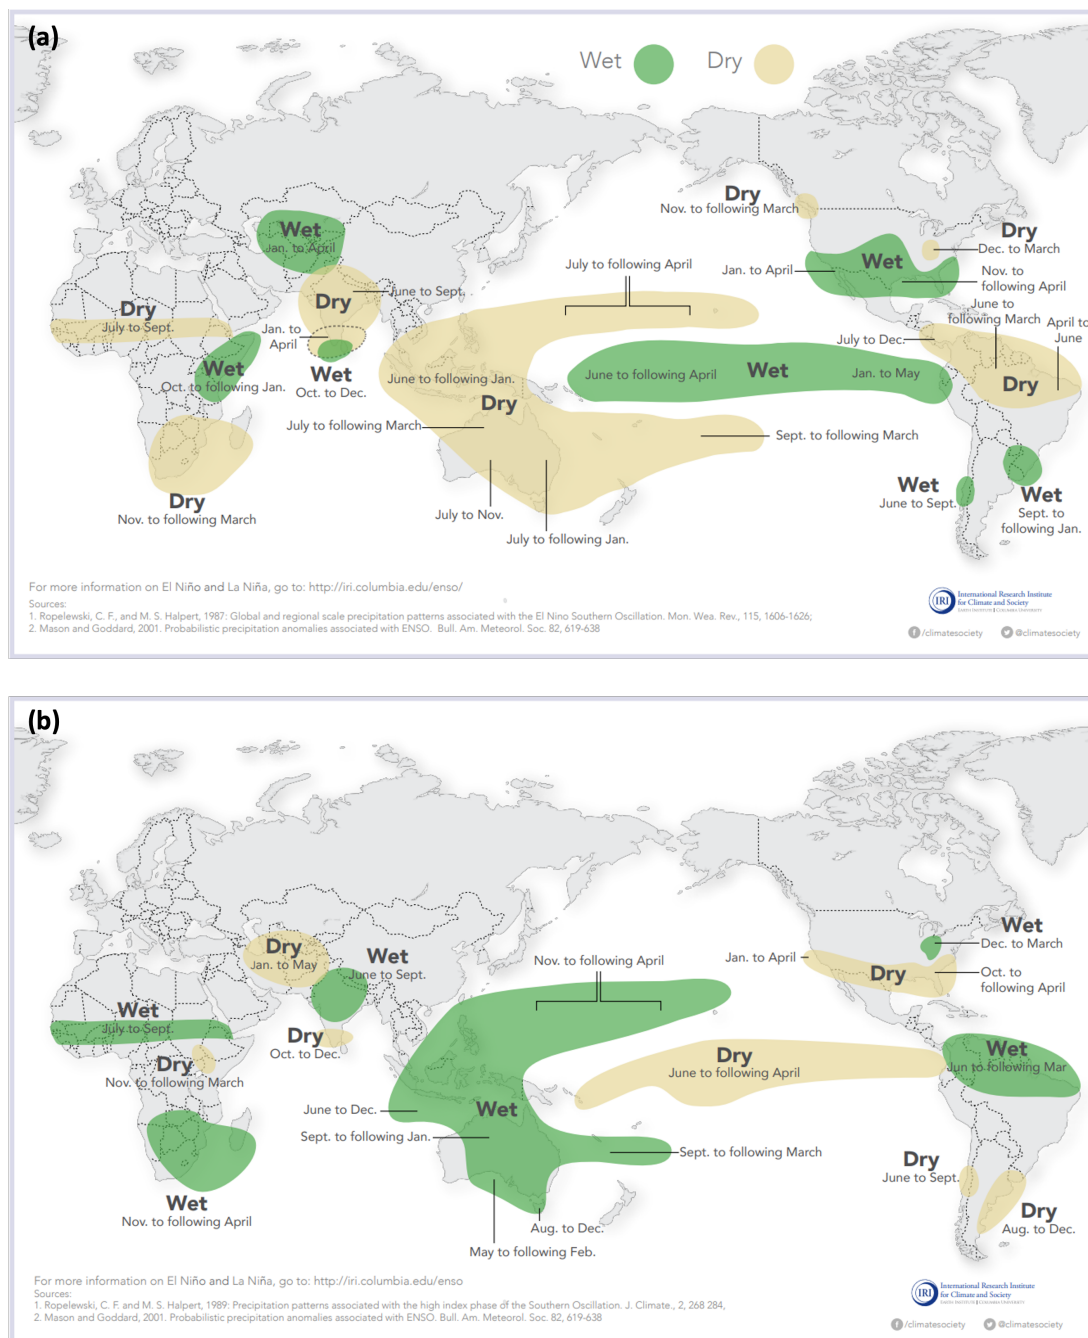 (a)
Wet
Dry
Dry
Nov. to following March
Dry
Dec. to March
Wet
Jan. to April
July to following April
Jan. to April
Wet
Nov. to
following April
June to Sept.
Dry
Dry
July to Sept.
Jan. to
April
June to
following March
April to
June
July to Dec.
Wet
Oct. to following Jan.
Wet
Oct. to Dec.
June to following Jan.
Dry
June to following April
Wet
Jan. to May
Dry
July to following March
Sept. to following March
Dry
Nov. to following March
July to Nov.
July to following Jan.
Wet
June to Sept.
Wet
Sept. to
following Jan.
For more information on El Niño and La Niña, go to: http://iri.columbia.edu/enso/
Sources:
1. Ropelewski, C. F., and M. S. Halpert, 1987: Global and regional scale precipitation patterns associated with the El Nino Southern Oscillation. Mon. Wea. Rev., 115, 1606-1626;
2. Mason and Goddard, 2001. Probabilistic precipitation anomalies associated with ENSO. Bull. Am. Meteorol. Soc. 82, 619-638
IRI
International Research Institute
for Climate and Society
EARTH INSTITUTE | COLUMBIA UNIVERSITY
/climatesociety
@climatesociety
(b)
Wet
Dec. to March
Dry
Jan. to May
Wet
June to Sept.
Nov. to following April
Jan. to April
Dry
Oct. to
following April
Wet
July to Sept.
Dry
Oct. to Dec.
Dry
Nov. to following March
Dry
June to following April
Wet
Jun to following Mar
June to Dec.
Wet
Sept. to following Jan.
Sept. to following March
Wet
Nov. to following April
Aug. to Dec.
May to following Feb.
Dry
June to Sept.
Dry
Aug. to Dec.
For more information on El Niño and La Niña, go to: http://iri.columbia.edu/enso
Sources:
1. Ropelewski, C. F. and M. S. Halpert, 1989: Precipitation patterns associated with the high index phase of the Southern Oscillation. J. Climate., 2, 268 284,
2. Mason and Goddard, 2001. Probabilistic precipitation anomalies associated with ENSO. Bull. Am. Meteorol. Soc. 82, 619-638
IRI
International Research Institute
for Climate and Society
EARTH INSTITUTE | COLUMBIA UNIVERSITY
/climatesociety
@climatesociety